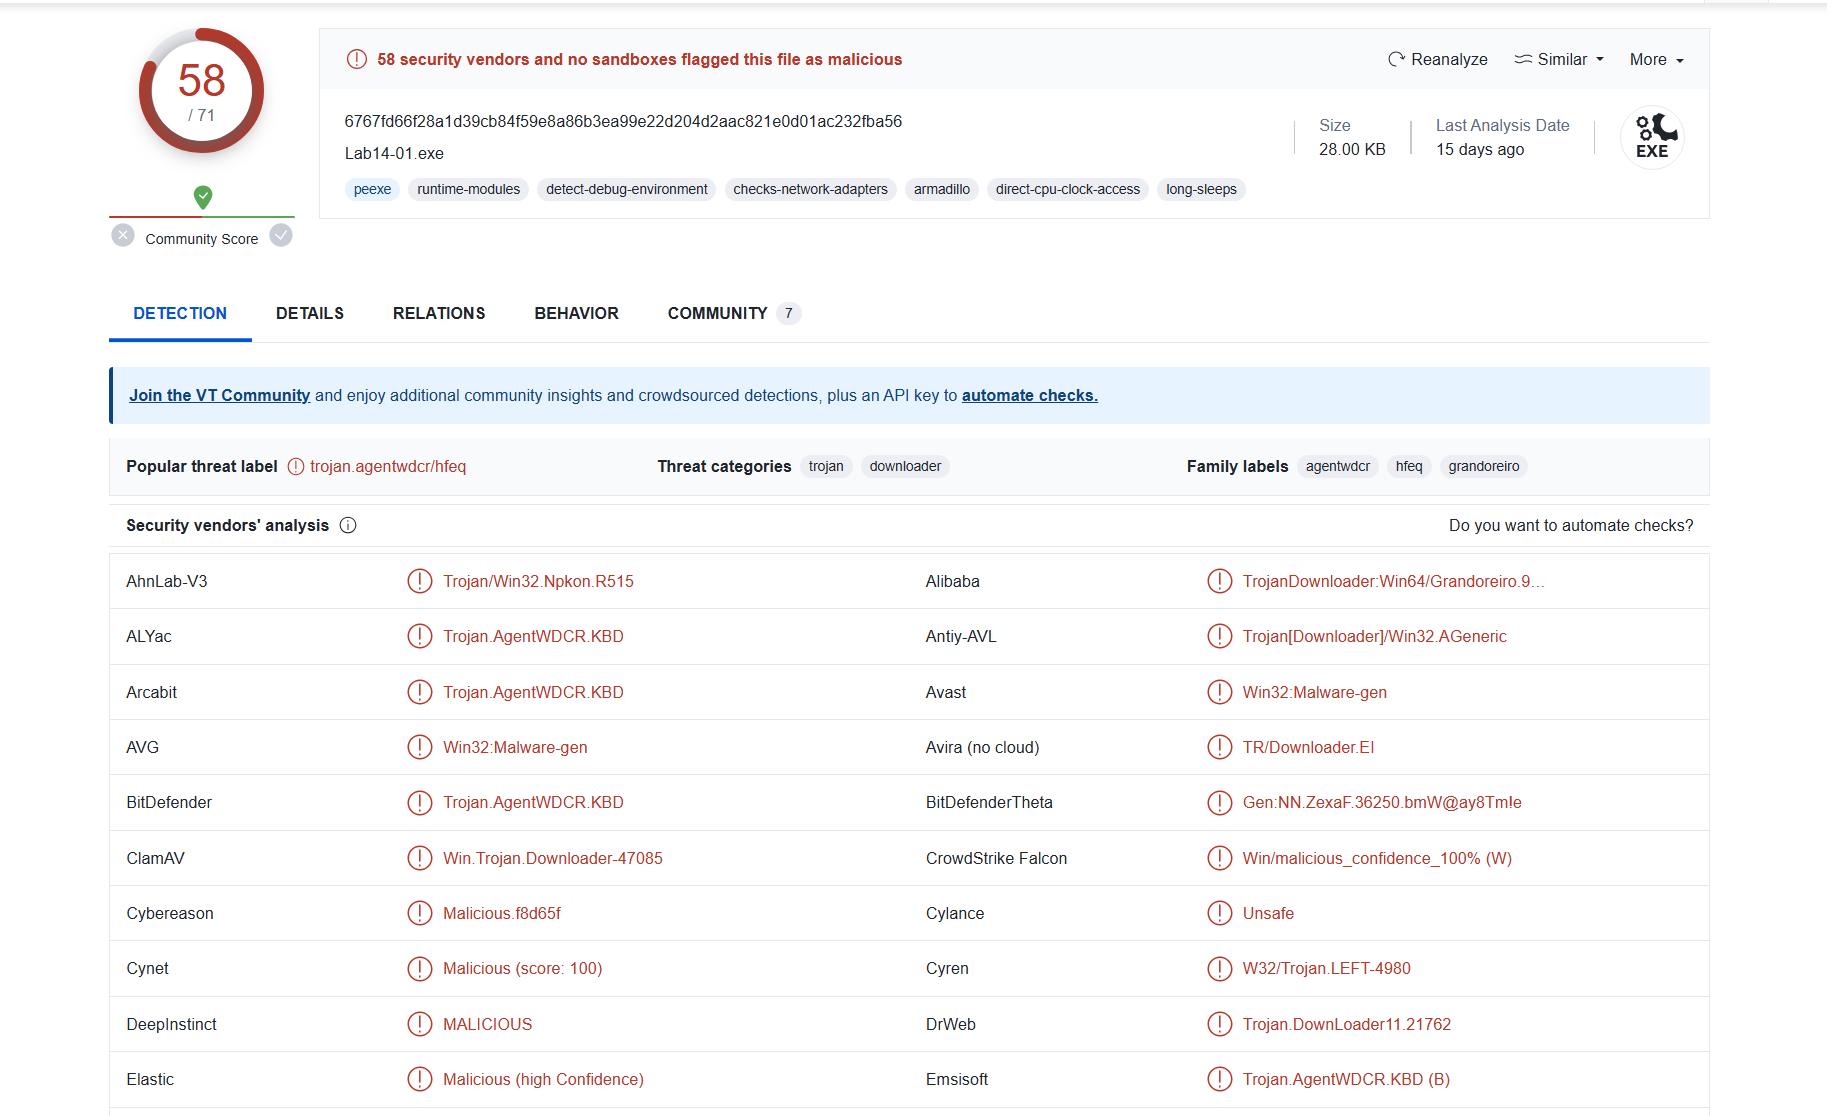 58
/ 71
Community Score
58 security vendors and no sandboxes flagged this file as malicious
Reanalyze
Similar
More
6767fd66f28a1d39cb84f59e8a86b3ea99e22d204d2aac821e0d01ac232fba56
Lab14-01.exe
peexe runtime-modules detect-debug-environment checks-network-adapters armadillo direct-cpu-clock-access long-sleeps
Size
28.00 KB
Last Analysis Date
15 days ago
EXE
DETECTION DETAILS RELATIONS BEHAVIOR COMMUNITY 7
Join the VT Community and enjoy additional community insights and crowdsourced detections, plus an API key to automate checks.
Popular threat label trojan.agentwdcr/hfeq Threat categories trojan downloader Family labels agentwdcr hfeq grandoreiro
Security vendors' analysis Do you want to automate checks?
AhnLab-V3 Trojan/Win32.Npkon.R515 Alibaba TrojanDownloader:Win64/Grandoreiro.9...
ALYac Trojan.AgentWDCR.KBD Antiy-AVL Trojan[Downloader]/Win32.AGeneric
Arcabit Trojan.AgentWDCR.KBD Avast Win32:Malware-gen
AVG Win32:Malware-gen Avira (no cloud) TR/Downloader.EI
BitDefender Trojan.AgentWDCR.KBD BitDefenderTheta Gen:NN.ZexaF.36250.bmW@ay8Tm!e
ClamAV Win.Trojan.Downloader-47085 CrowdStrike Falcon Win/malicious_confidence_100% (W)
Cybereason Malicious.f8d65f Cylance Unsafe
Cynet Malicious (score: 100) Cyren W32/Trojan.LEFT-4980
DeepInstinct MALICIOUS DrWeb Trojan.DownLoader11.21762
Elastic Malicious (high Confidence) Emsisoft Trojan.AgentWDCR.KBD (B)